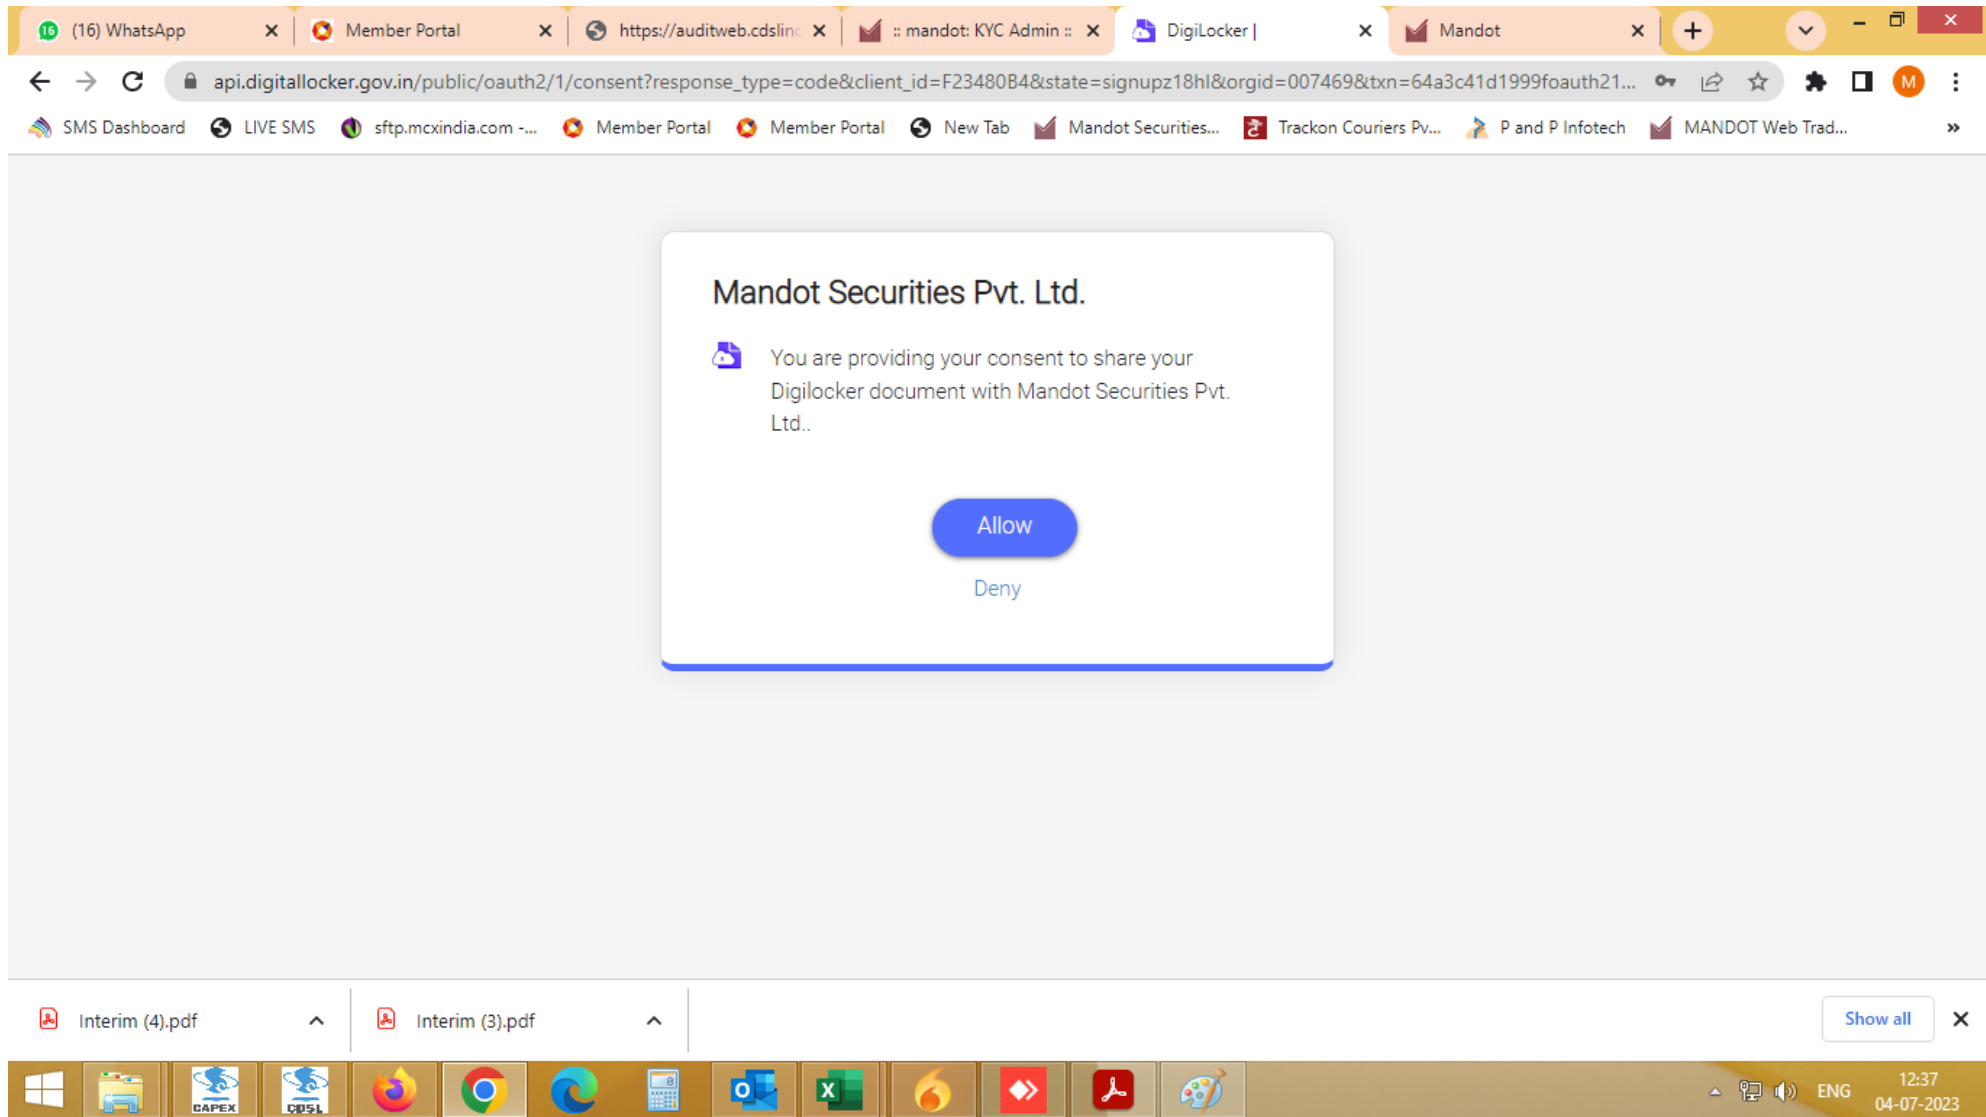 16 (16) WhatsApp
Member Portal
https://auditweb.cdslinc
:: mandot: KYC Admin ::
DigiLocker |
Mandot
api.digitallocker.gov.in/public/oauth2/1/consent?response_type=code&client_id=F23480B4&state=signupz18hl&orgid=007469&txn=64a3c41d1999foauth21...
M
SMS Dashboard
LIVE SMS
sftp.mcxindia.com -...
Member Portal
Member Portal
New Tab
Mandot Securities...
Trackon Couriers Pv...
P and P Infotech
MANDOT Web Trad...
»
Mandot Securities Pvt. Ltd.
You are providing your consent to share your
Digilocker document with Mandot Securities Pvt.
Ltd..
Allow
Deny
Interim (4).pdf
Interim (3).pdf
Show all
CAPEX
CDSL
ENG
12:37
04-07-2023